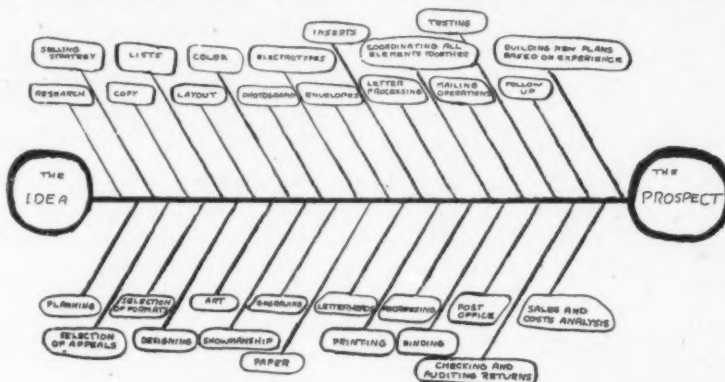 TESTING
INSERTS
SELLING
STRATEGY
LISTS
COLOR
ELECTROTYPES
COORDINATING ALL
ELEMENTS TOGETHER
BUILDING NEW PLANS
BASED ON EXPERIENCE
RESEARCH
COPY
LAYOUT
PHOTOGRAPHY
ENVELOPES
LETTER
PROCESSING
MAILING
OPERATIONS
FOLLOW
UP
THE
IDEA
THE
PROSPECT
PLANNING
SELECTION
OF FORMATS
ART
ENGRAVING
LETTERHEADS
ADDRESSING
POST
OFFICE
SALES AND
COSTS ANALYSIS
SELECTION
OF APPEALS
DESIGNING
SHOWMANSHIP
PAPER
PRINTING
BINDING
CHECKING AND
AUDITING RETURNS